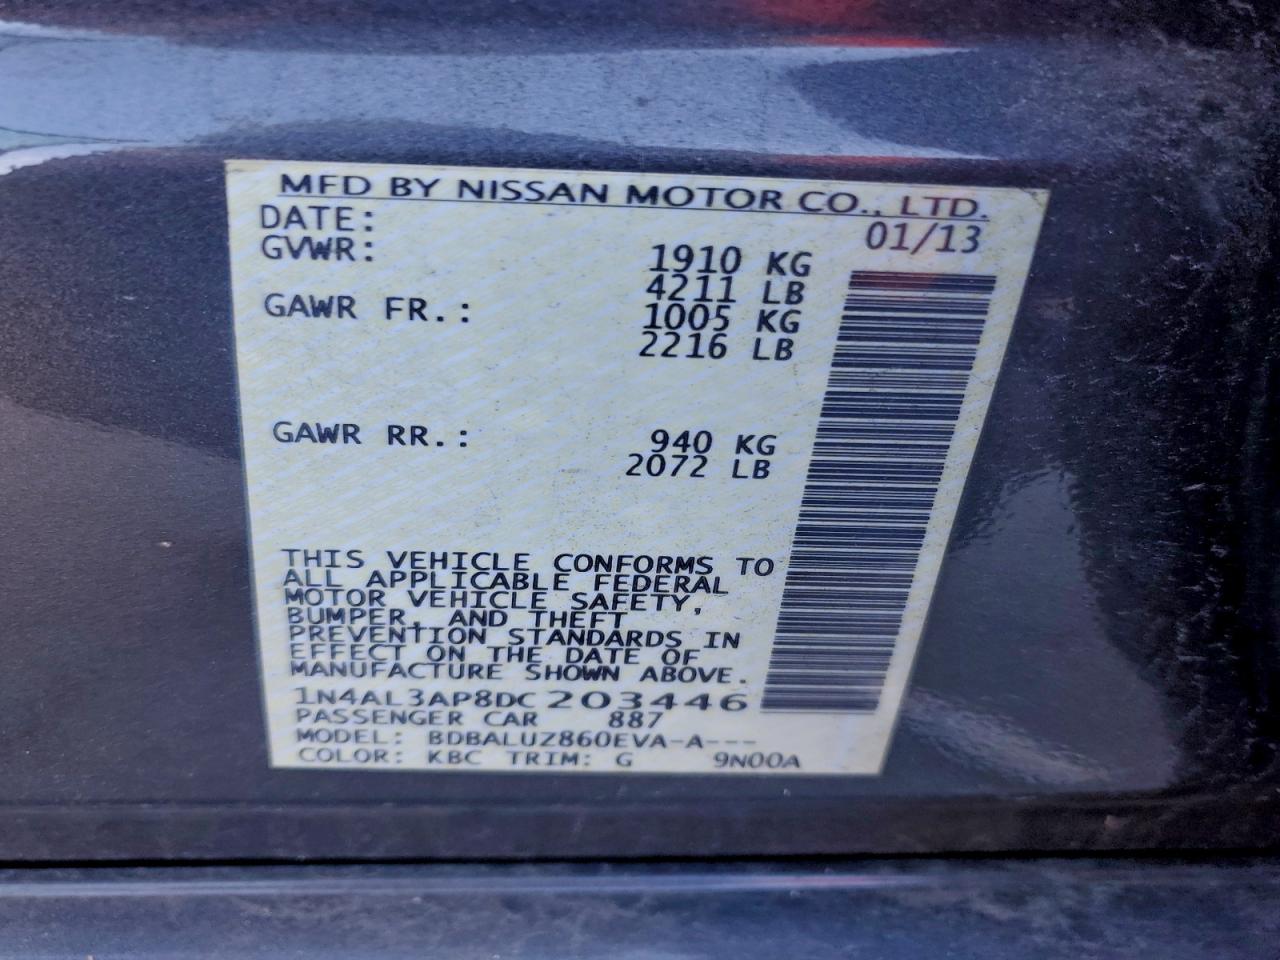 MFD BY NISSAN MOTOR CO., LTD.
DATE: 01/13
GVWR: 1910 KG
4211 LB
GAWR FR.: 1005 KG
2216 LB
GAWR RR.: 940 KG
2072 LB
THIS VEHICLE CONFORMS TO
ALL APPLICABLE FEDERAL
MOTOR VEHICLE SAFETY,
BUMPER, AND THEFT
PREVENTION STANDARDS IN
EFFECT ON THE DATE OF
MANUFACTURE SHOWN ABOVE.
1N4AL3AP8DC203446
PASSENGER CAR 887
MODEL: BDBALUZ860EVA-A---
COLOR: KBC TRIM: G 9N00A